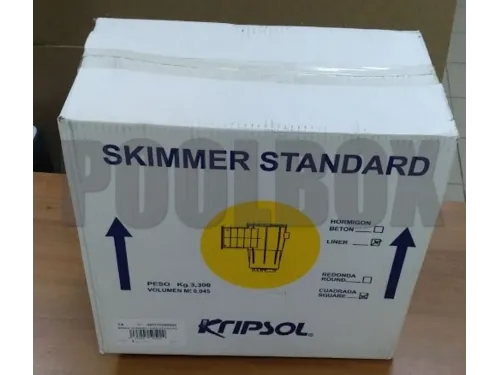 SKIMMER STANDARD
POOLBOX
HORMIGON
BETON
LINER
PESO Kg.3,300
VOLUMEN M³ 0,045
REDONDA
ROUND
CUADRADA
SQUARE
KRIPSOL®